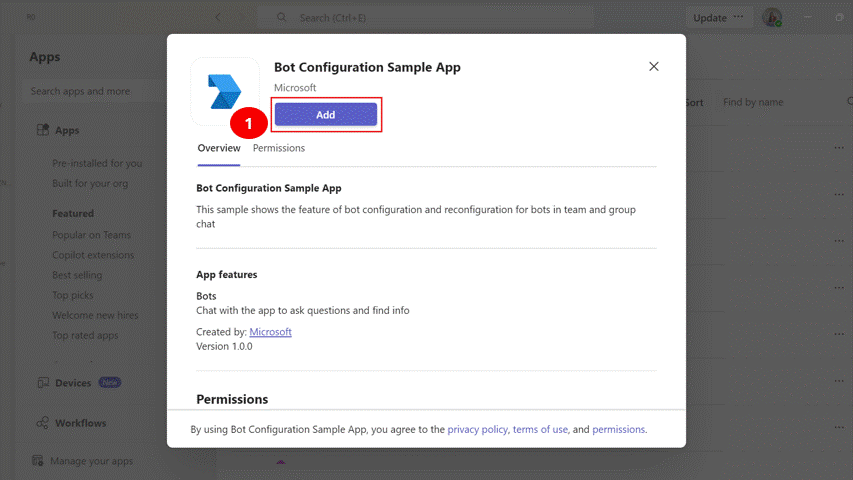 Search (Ctrl+E)
Update
Apps
Search apps and more
Apps
Pre-installed for you
Built for your org
Featured
Popular on Teams
Copilot extensions
Best selling
Top picks
Welcome new hires
Top rated apps
Devices New
Workflows
Manage your apps
Sort
Find by name
Bot Configuration Sample App
Microsoft
1
Add
Overview Permissions
Bot Configuration Sample App
This sample shows the feature of bot configuration and reconfiguration for bots in team and group
chat
App features
Bots
Chat with the app to ask questions and find info
Created by: Microsoft
Version 1.0.0
Permissions
By using Bot Configuration Sample App, you agree to the privacy policy, terms of use, and permissions.